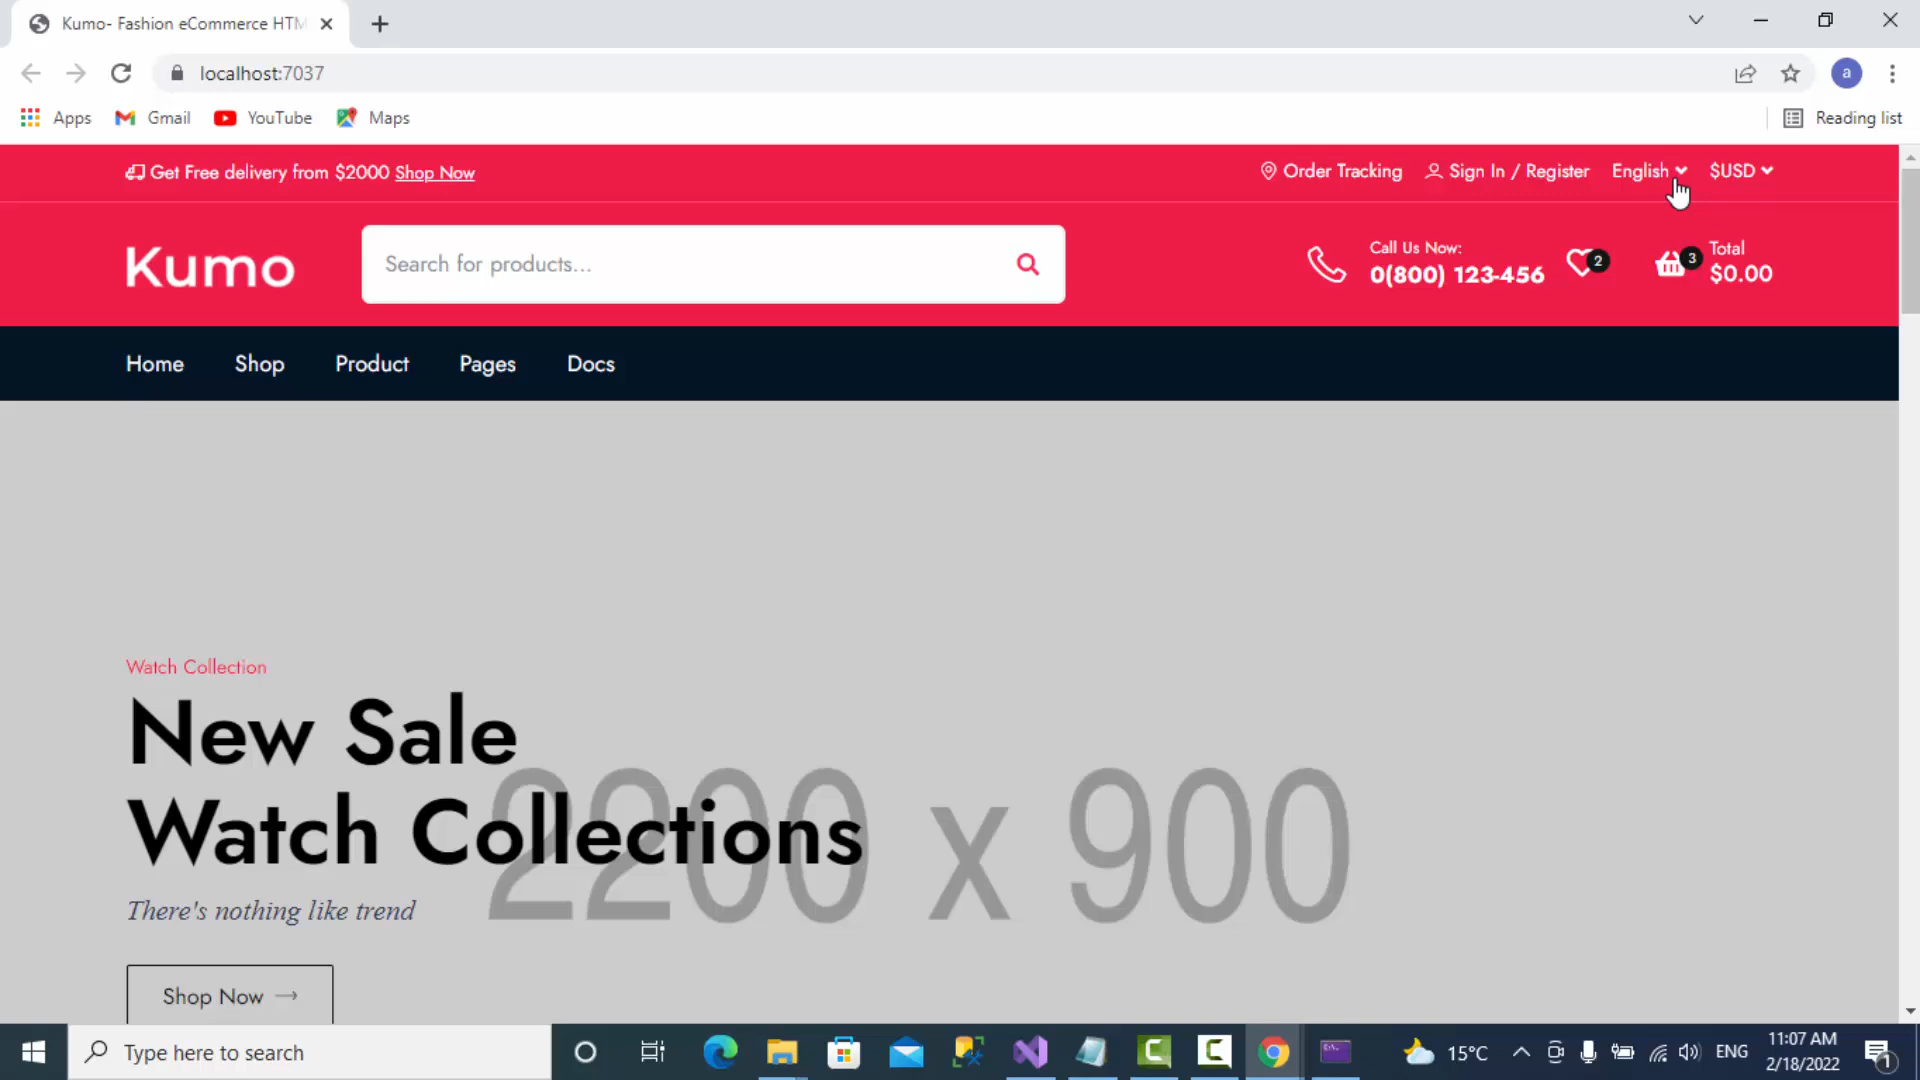 Kumo- Fashion eCommerce HTM
localhost:7037
a
Apps
Gmail
YouTube
Maps
Reading list
Get Free delivery from $2000 Shop Now
Order Tracking
Sign In / Register
English
$USD
Kumo
Search for products...
Call Us Now:
0(800) 123-456
2
3
Total
$0.00
Home
Shop
Product
Pages
Docs
2200 x 900
Watch Collection
New Sale
Watch Collections
There's nothing like trend
Shop Now
Type here to search
15°C
ENG
11:07 AM
2/18/2022
1